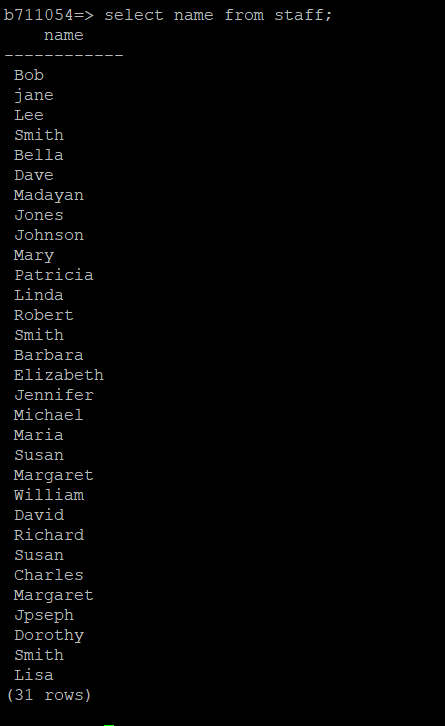 b711054=> select name from staff;
name
------------
Bob
jane
Lee
Smith
Bella
Dave
Madayan
Jones
Johnson
Mary
Patricia
Linda
Robert
Smith
Barbara
Elizabeth
Jennifer
Michael
Maria
Susan
Margaret
William
David
Richard
Susan
Charles
Margaret
Jpseph
Dorothy
Smith
Lisa
(31 rows)